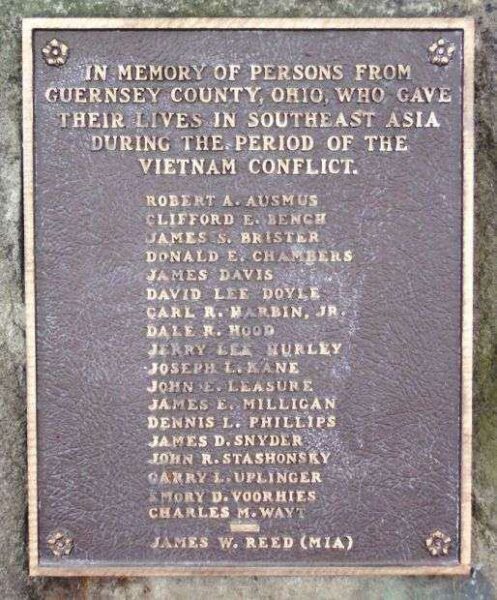 IN MEMORY OF PERSONS FROM
GUERNSEY COUNTY, OHIO, WHO GAVE
THEIR LIVES IN SOUTHEAST ASIA
DURING THE PERIOD OF THE
VIETNAM CONFLICT.
ROBERT A. AUSMUS
CLIFFORD E. BENCH
JAMES S. BRISTER
DONALD E. CHAMBERS
JAMES DAVIS
DAVID LEE DOYLE
CARL R. HARBIN, JR.
DALE R. HOOD
JERRY LEE HURLEY
JOSEPH L. KANE
JOHN E. LEASURE
JAMES E. MILLIGAN
DENNIS L. PHILLIPS
JAMES D. SNYDER
JOHN R. STASHONSKY
GARRY L. UPLINGER
EMORY D. VOORHIES
CHARLES M. WAYT
JAMES W. REED (MIA)